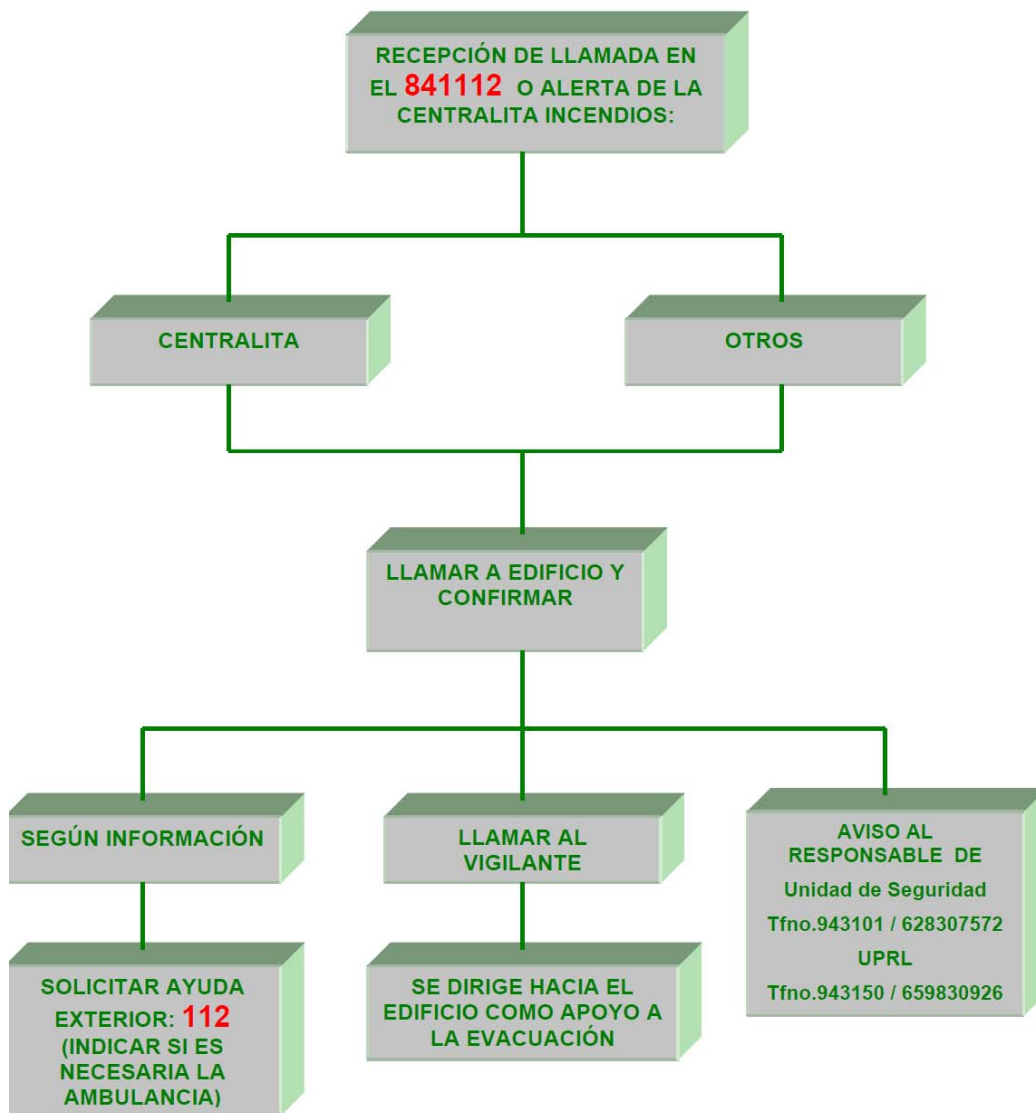 RECEPCIÓN DE LLAMADA EN
EL 841112 O ALERTA DE LA
CENTRALITA INCENDIOS:
CENTRALITA
OTROS
LLAMAR A EDIFICIO Y
CONFIRMAR
SEGÚN INFORMACIÓN
LLAMAR AL
VIGILANTE
AVISO AL
RESPONSABLE DE
Unidad de Seguridad
Tfno.943101 / 628307572
UPRL
Tfno.943150 / 659830926
SOLICITAR AYUDA
EXTERIOR: 112
(INDICAR SI ES
NECESARIA LA
AMBULANCIA)
SE DIRIGE HACIA EL
EDIFICIO COMO APOYO A
LA EVACUACIÓN